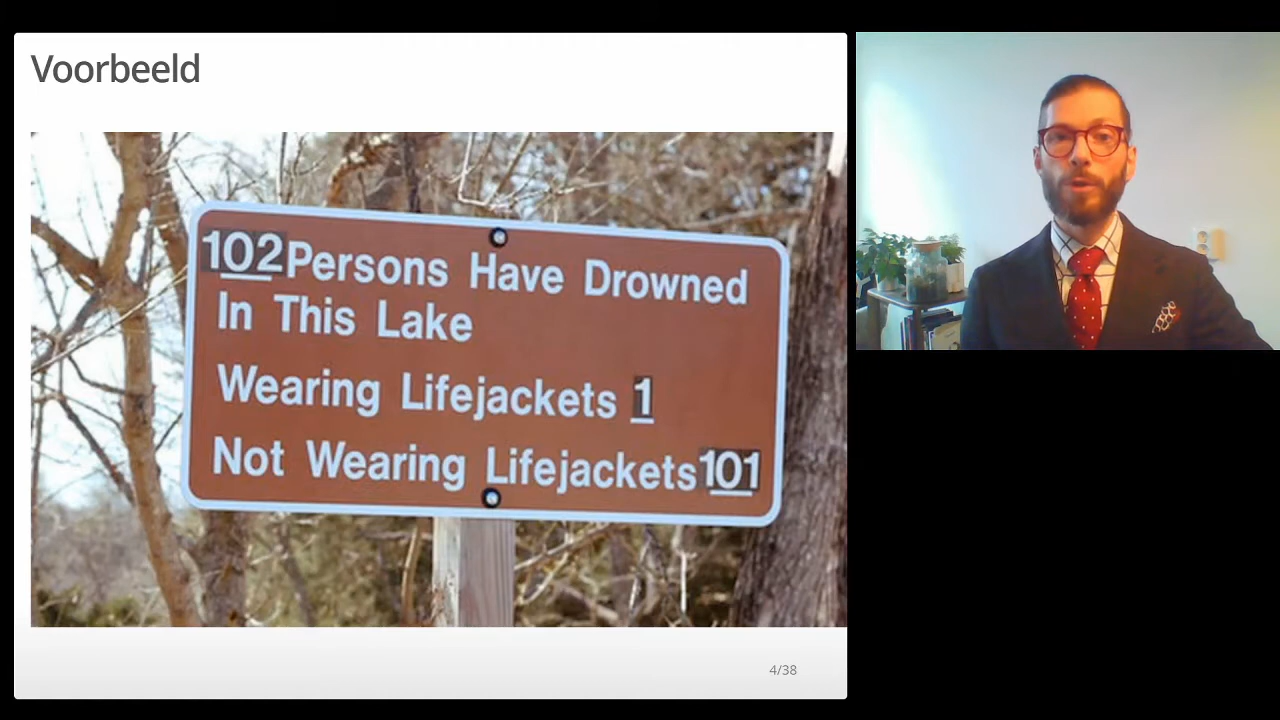 Voorbeeld
102 Persons Have Drowned
In This Lake
Wearing Lifejackets 1
Not Wearing Lifejackets 101
4/38